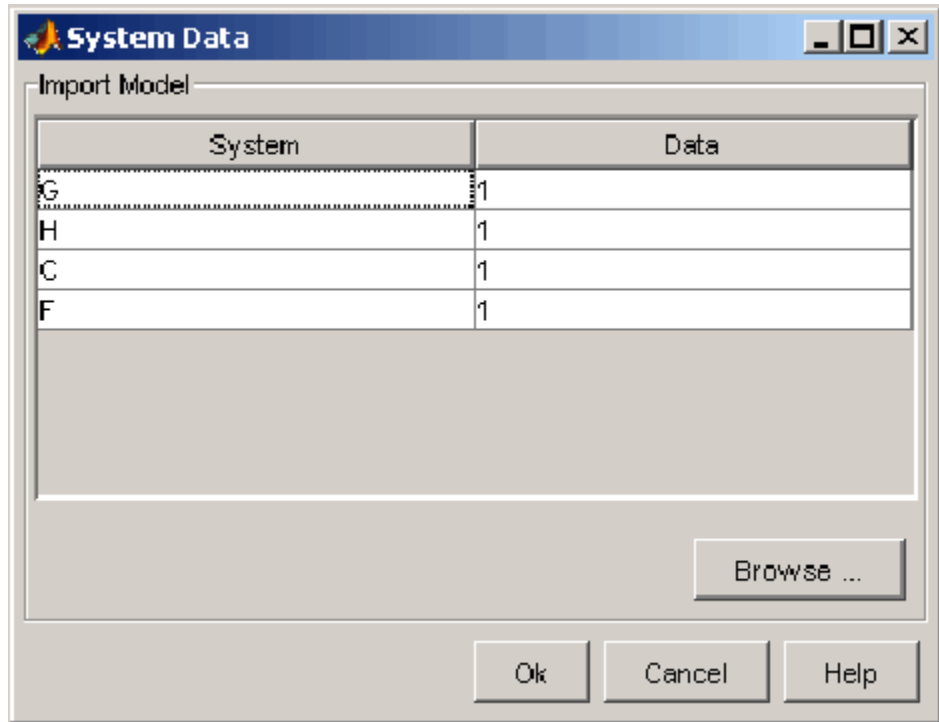 System Data
Import Model
System Data
G 1
H 1
C 1
F 1
Browse ...
Ok Cancel Help